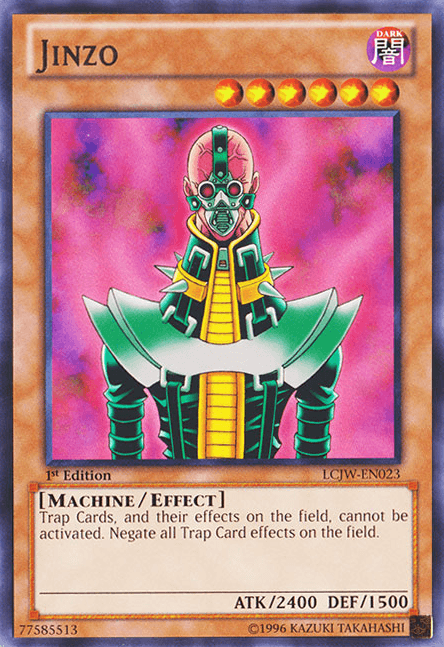 JINZO
DARK
闇
1st Edition
LCJW-EN023
[MACHINE/EFFECT]
Trap Cards, and their effects on the field, cannot be
activated. Negate all Trap Card effects on the field.
ATK/2400 DEF/1500
77585513
©1996 KAZUKI TAKAHASHI